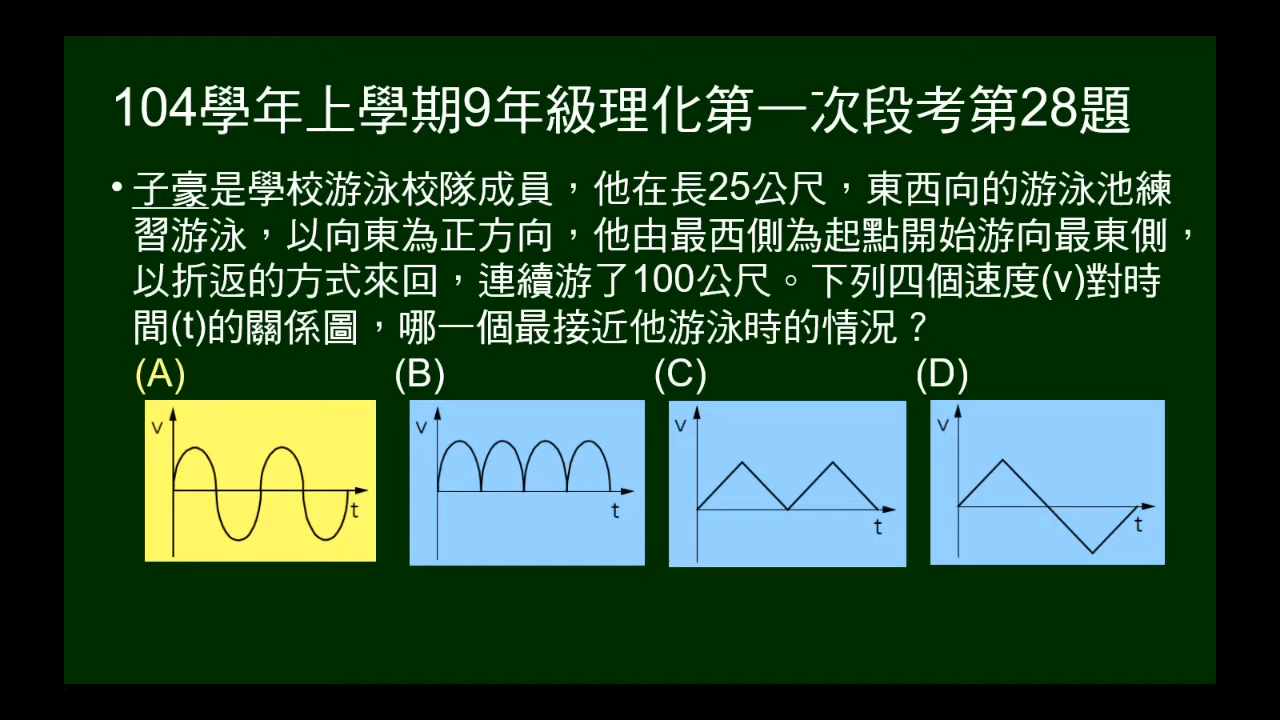 104學年上學期9年級理化第一次段考第28題
•子豪是學校游泳校隊成員，他在長25公尺，東西向的游泳池練
習游泳，以向東為正方向，他由最西側為起點開始游向最東側，
以折返的方式來回，連續游了100公尺。下列四個速度(v)對時
間(t)的關係圖，哪一個最接近他游泳時的情況？
(A) (B) (C) (D)
v v v v
t t t t